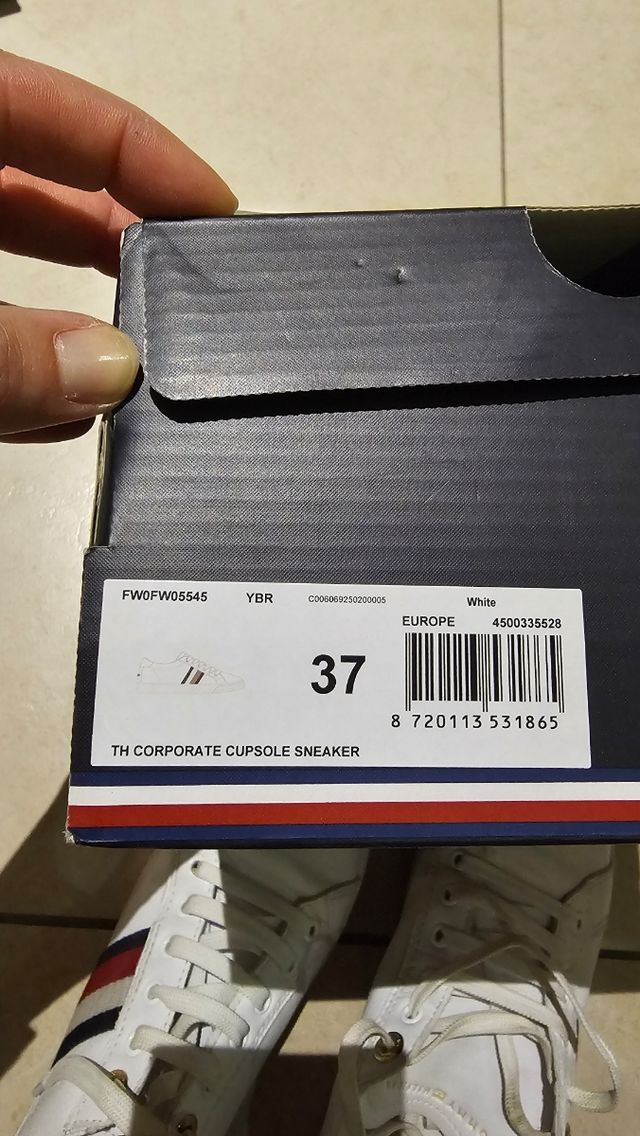 FW0FW05545 YBR C006069250200005 White
EUROPE 4500335528
37
8 720113 531865
TH CORPORATE CUPSOLE SNEAKER